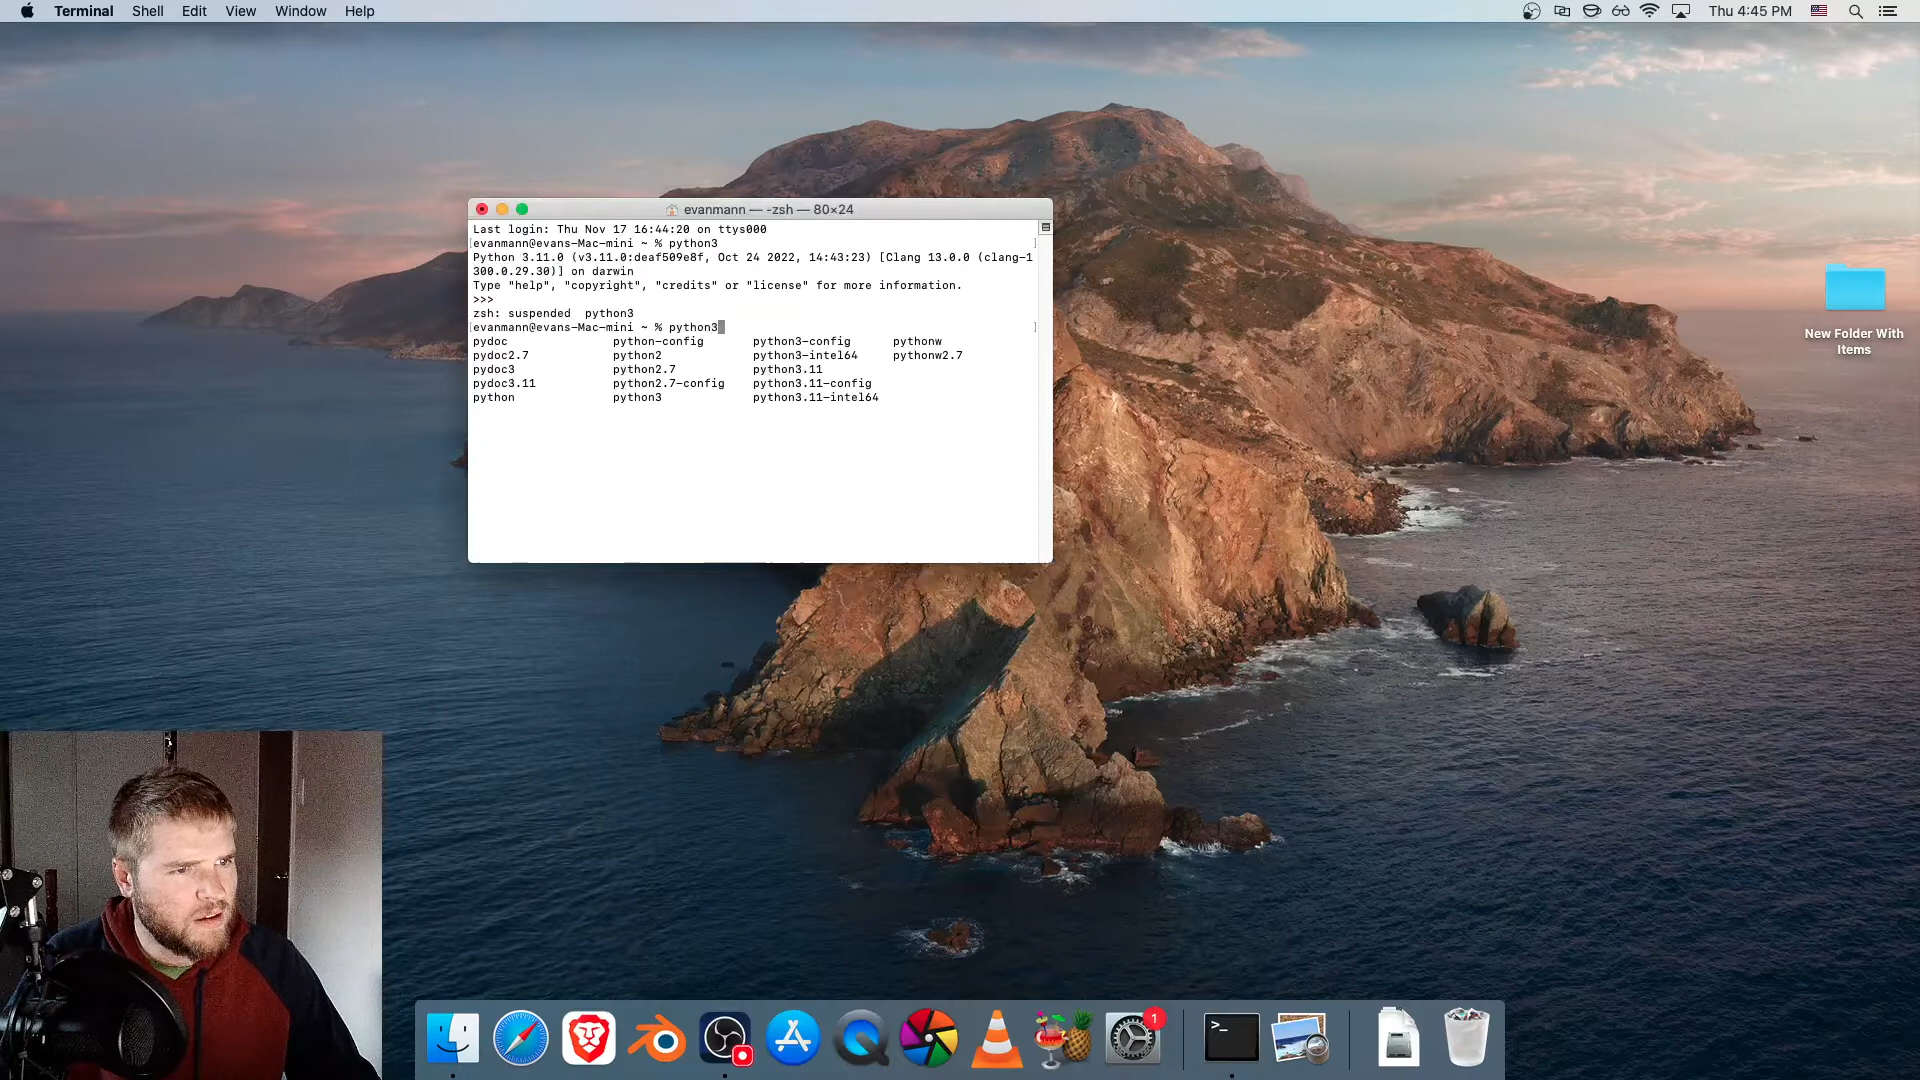 Terminal Shell Edit View Window Help Thu 4:45 PM
evanmann — -zsh — 80×24
Last login: Thu Nov 17 16:44:20 on ttys000
[evanmann@evans-Mac-mini ~ % python3 ]
Python 3.11.0 (v3.11.0:deaf509e8f, Oct 24 2022, 14:43:23) [Clang 13.0.0 (clang-1
300.0.29.30)] on darwin
Type "help", "copyright", "credits" or "license" for more information.
>>>
zsh: suspended  python3
[evanmann@evans-Mac-mini ~ % python3 ]
pydoc python-config python3-config pythonw
pydoc2.7 python2 python3-intel64 pythonw2.7
pydoc3 python2.7 python3.11
pydoc3.11 python2.7-config python3.11-config
python python3 python3.11-intel64
New Folder With
Items
1
>_